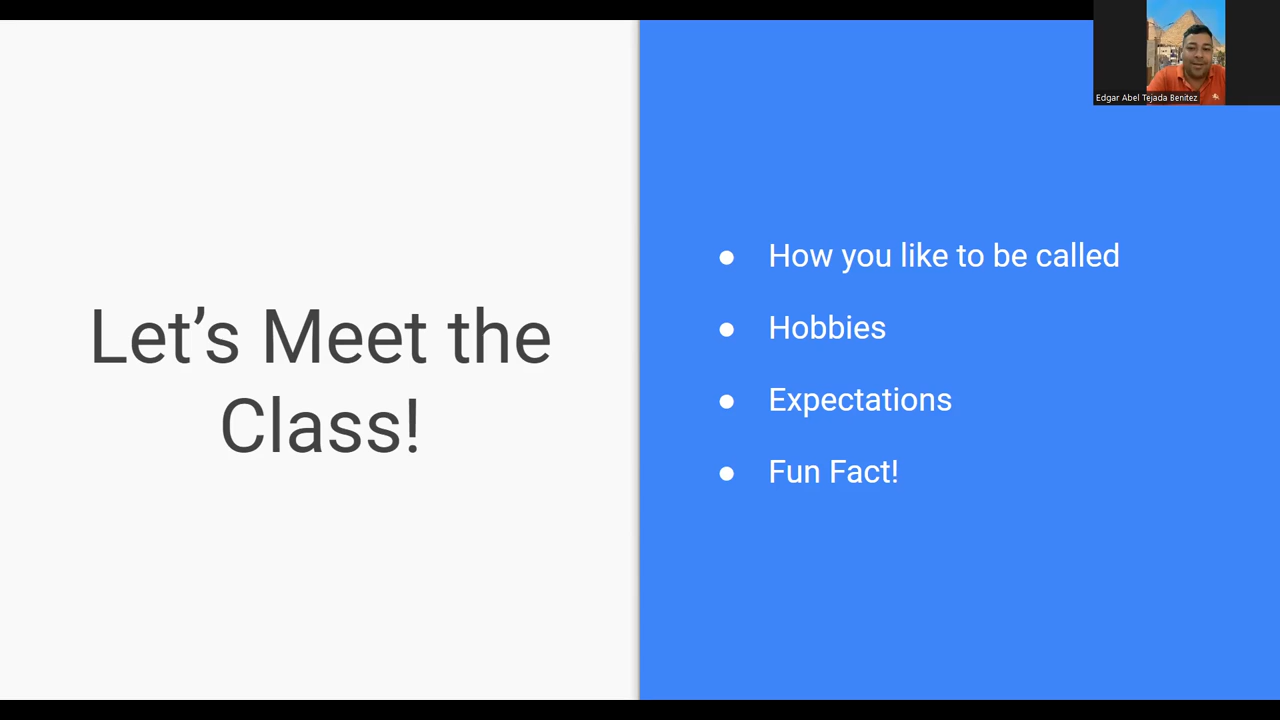 Let's Meet the
Class!
● How you like to be called
● Hobbies
● Expectations
● Fun Fact!
Edgar Abel Tejada Benitez